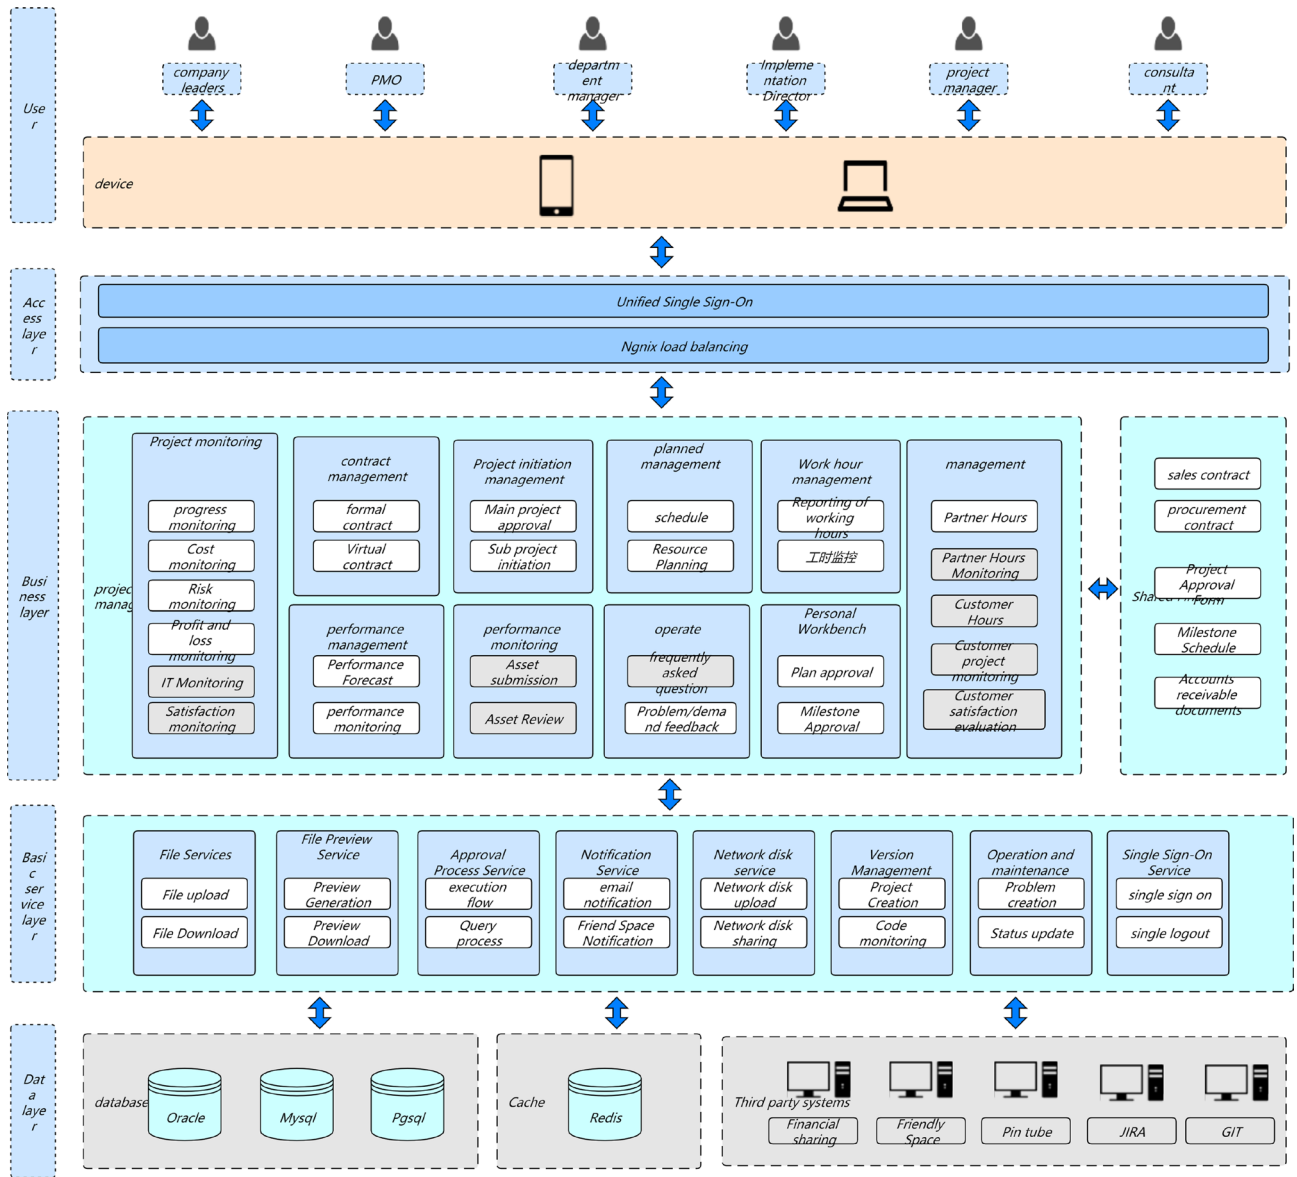 Use
r
company
leaders
PMO
departm
ent
manager
Impleme
ntation
Director
project
manager
consulta
nt
device
Acc
ess
laye
r
Unified Single Sign-On
Ngnix load balancing
Busi
ness
layer
project
Project monitoring
progress
monitoring
Cost
monitoring
Risk
monitoring
Profit and
loss
monitoring
IT Monitoring
Satisfaction
monitoring
contract
management
formal
contract
Virtual
contract
Project initiation
management
Main project
approval
Sub project
initiation
planned
management
schedule
Resource
Planning
Work hour
management
Reporting of
working
hours
工时监控
management
Partner Hours
Partner Hours
Monitoring
Customer
Hours
Customer
project
monitoring
Customer
satisfaction
evaluation
performance
management
Performance
Forecast
performance
monitoring
performance
monitoring
Asset
submission
Asset Review
operate
frequently
asked
question
Problem/dema
nd feedback
Personal
Workbench
Plan approval
Milestone
Approval
sales contract
procurement
contract
Project
Approval
Form
Milestone
Schedule
Accounts
receivable
documents
Basi
c
ser
vice
laye
r
File Services
File upload
File Download
File Preview
Service
Preview
Generation
Preview
Download
Approval
Process Service
execution
flow
Query
process
Notification
Service
email
notification
Friend Space
Notification
Network disk
service
Network disk
upload
Network disk
sharing
Version
Management
Project
Creation
Code
monitoring
Operation and
maintenance
Problem
creation
Status update
Single Sign-On
Service
single sign on
single logout
Dat
a
laye
r
database
Oracle
Mysql
Pgsql
Cache
Redis
Third party systems
Financial
sharing
Friendly
Space
Pin tube
JIRA
GIT